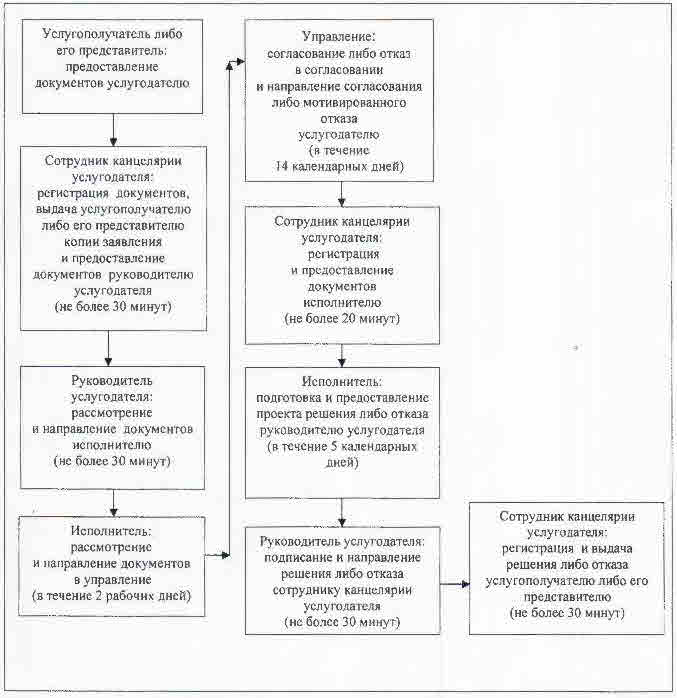 Услугополучатель либо
его представитель:
предоставление
документов услугодателю
Сотрудник канцелярии
услугодателя:
регистрация документов,
выдача услугополучателю
либо его представителю
копии заявления
и предоставление
документов руководителю
услугодателя
(не более 30 минут)
Руководитель
услугодателя:
рассмотрение
и направление документов
исполнителю
(не более 30 минут)
Исполнитель:
рассмотрение
и направление документов
в управление
(в течение 2 рабочих дней)
Управление:
согласование либо отказ
в согласовании
и направление согласования
либо мотивированного
отказа
услугодателю
(в течение
14 календарных дней)
Сотрудник канцелярии
услугодателя:
регистрация
и предоставление
документов
исполнителю
(не более 20 минут)
Исполнитель:
подготовка и предоставление
проекта решения либо отказа
руководителю услугодателя
(в течение 5 календарных
дней)
Руководитель услугодателя:
подписание и направление
решения либо отказа
сотруднику канцелярии
услугодателя
(не более 30 минут)
Сотрудник канцелярии
услугодателя:
регистрация и выдача
решения либо отказа
услугополучателю либо его
представителю
(не более 30 минут)